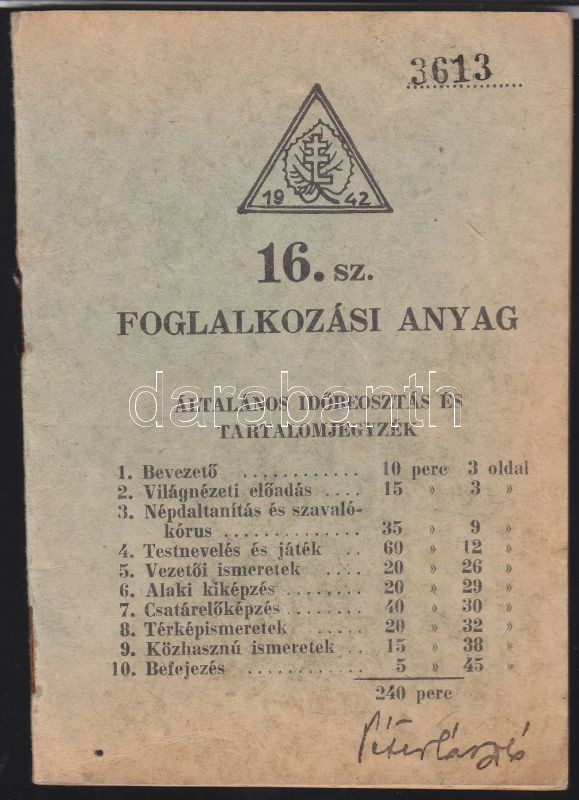 3613
19 42
16. sz.
FOGLALKOZÁSI ANYAG
darabanth
ÁLTALÁNOS IDŐBEOSZTÁS ÉS
TARTALOMJEGYZÉK
1. Bevezető ............ 10 perc 3 oldal
2. Világnézeti előadás .... 15 » 3 »
3. Népdaltanítás és szavaló-
kórus .............. 35 » 9 »
4. Testnevelés és játék .. 60 » 12 »
5. Vezetői ismeretek .... 20 » 26 »
6. Alaki kiképzés ........ 20 » 29 »
7. Csatárelőképzés ........ 40 » 30 »
8. Térképismeretek ...... 20 » 32 »
9. Közhasznú ismeretek .. 15 » 38 »
10. Befejezés ............ 5 » 45 »
240 perc